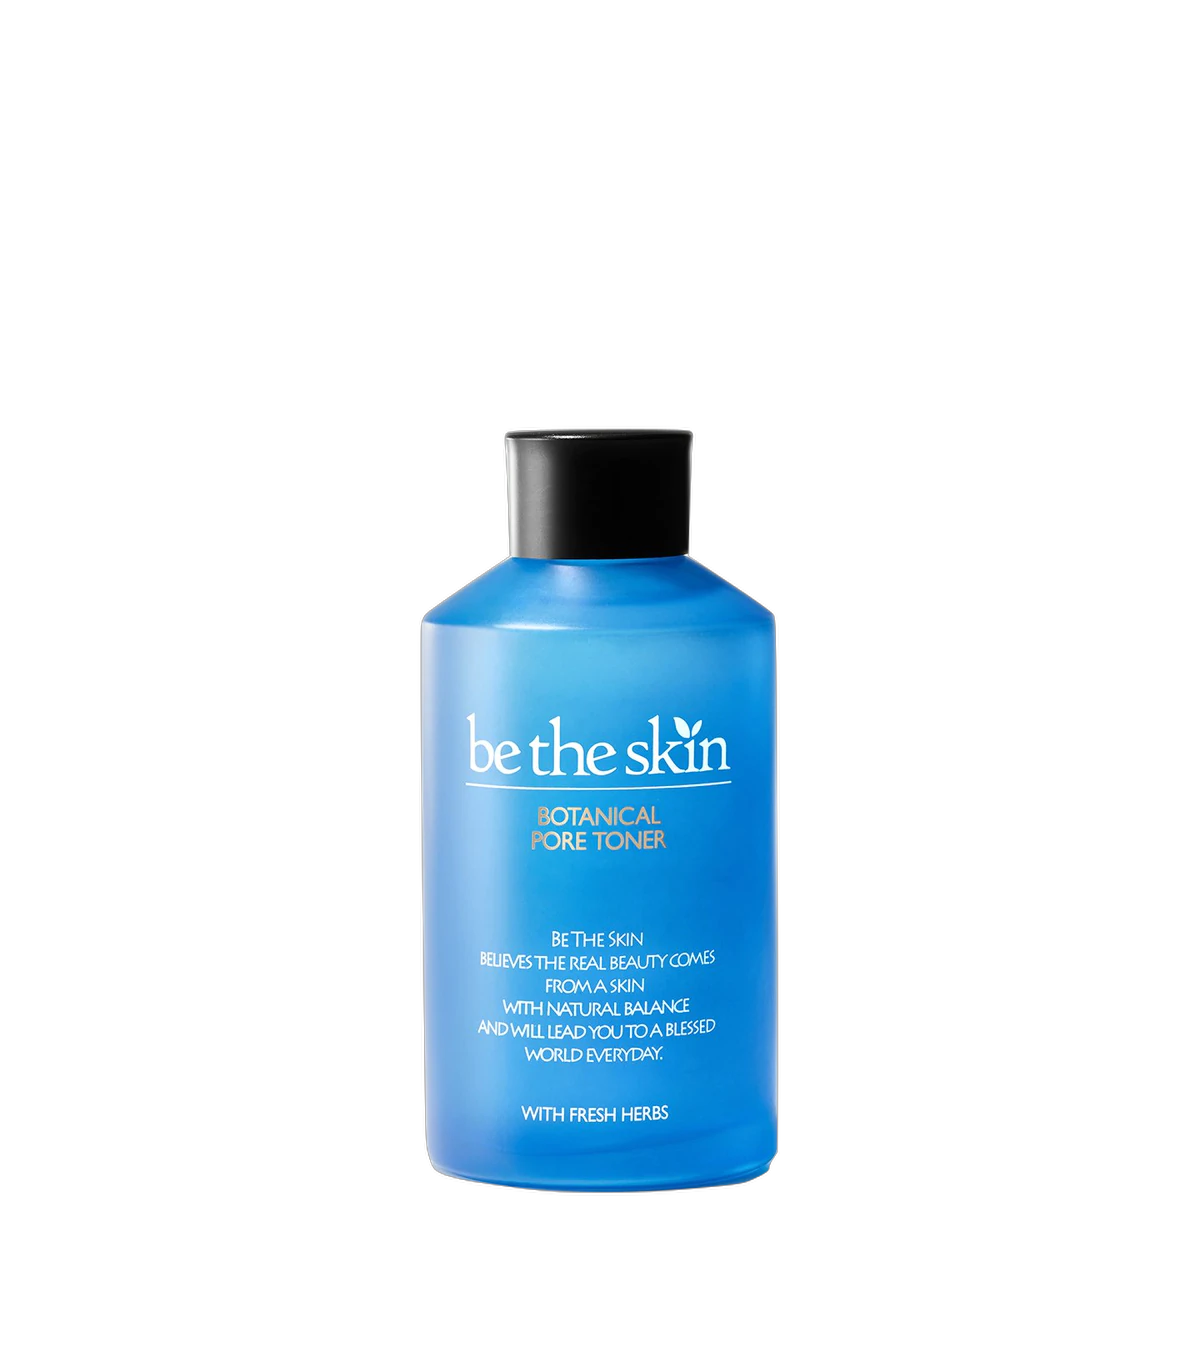 be the skin
BOTANICAL
PORE TONER
BE THE SKIN
BELIEVES THE REAL BEAUTY COMES
FROM A SKIN
WITH NATURAL BALANCE
AND WILL LEAD YOU TO A BLESSED
WORLD EVERYDAY.
WITH FRESH HERBS